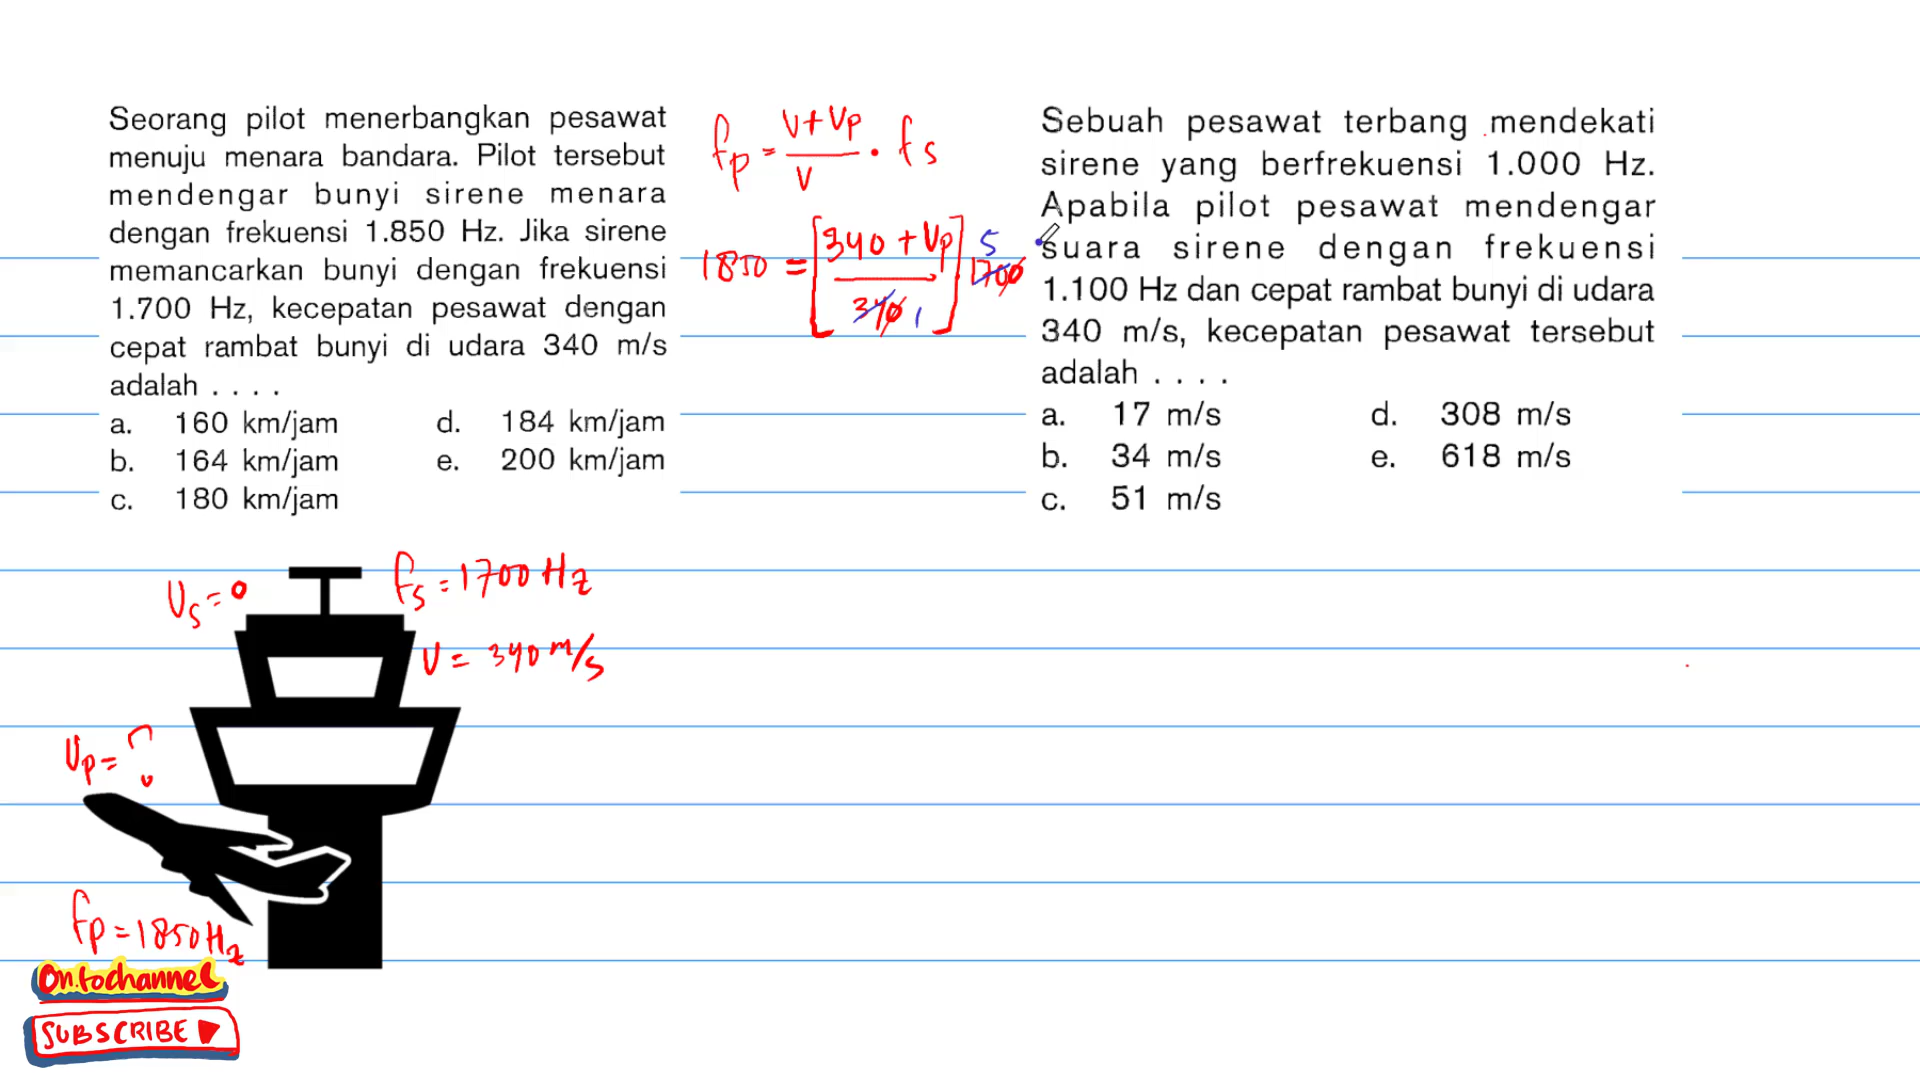 Seorang pilot menerbangkan pesawat
menuju menara bandara. Pilot tersebut
mendengar bunyi sirene menara
dengan frekuensi 1.850 Hz. Jika sirene
memancarkan bunyi dengan frekuensi
1.700 Hz, kecepatan pesawat dengan
cepat rambat bunyi di udara 340 m/s
adalah . . . .
a. 160 km/jam d. 184 km/jam
b. 164 km/jam e. 200 km/jam
c. 180 km/jam
fp = V+Vp / V . fs
1850 = [340 + Vp / 340] 1700
5
1
Sebuah pesawat terbang mendekati
sirene yang berfrekuensi 1.000 Hz.
Apabila pilot pesawat mendengar
suara sirene dengan frekuensi
1.100 Hz dan cepat rambat bunyi di udara
340 m/s, kecepatan pesawat tersebut
adalah . . . .
a. 17 m/s d. 308 m/s
b. 34 m/s e. 618 m/s
c. 51 m/s
Vs = 0
fs = 1700 Hz
V = 340 m/s
Vp = ?
fp = 1850 Hz
On.tochannel
SUBSCRIBE